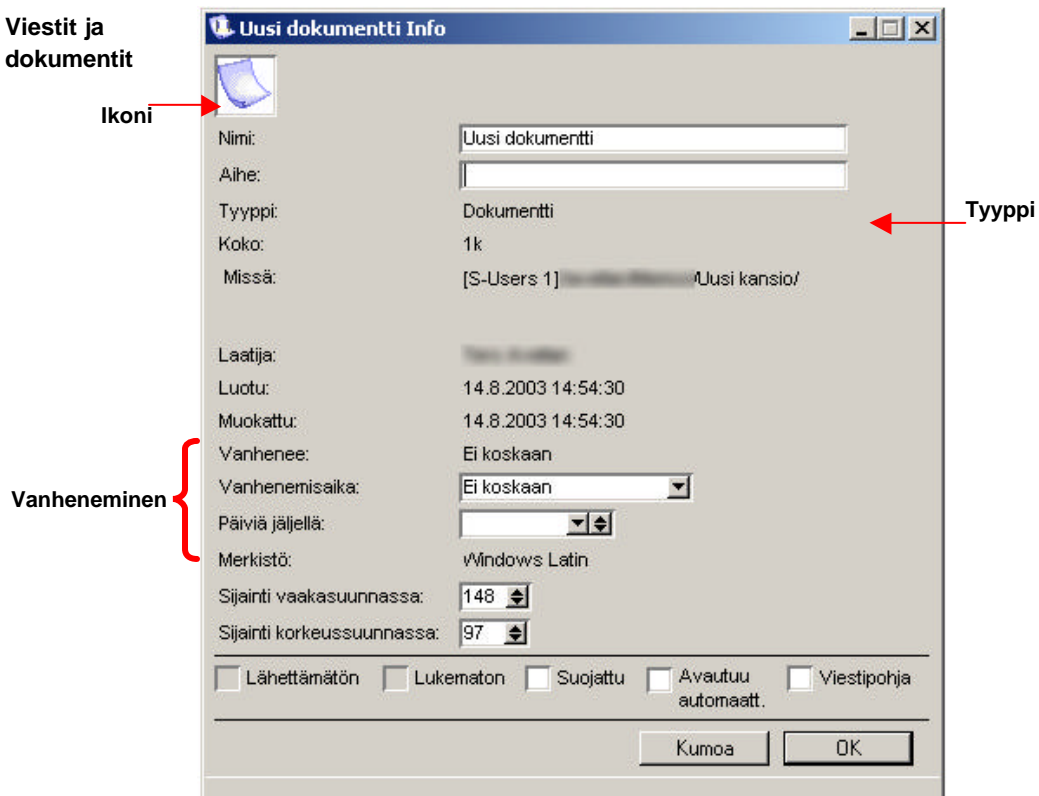 Viestit ja
dokumentit
Ikoni
Uusi dokumentti Info
Nimi: Uusi dokumentti
Aihe:
Tyyppi: Dokumentti
Tyyppi
Koko: 1k
Missä: [S-Users 1] /Uusi kansio/
Laatija:
Luotu: 14.8.2003 14:54:30
Muokattu: 14.8.2003 14:54:30
Vanheneminen
Vanhenee: Ei koskaan
Vanhenemisaika: Ei koskaan
Päiviä jäljellä:
Merkistö: Windows Latin
Sijainti vaakasuunnassa: 148
Sijainti korkeussuunnassa: 97
Lähettämätön Lukematon Suojattu Avautuu automaatt. Viestipohja
Kumoa OK